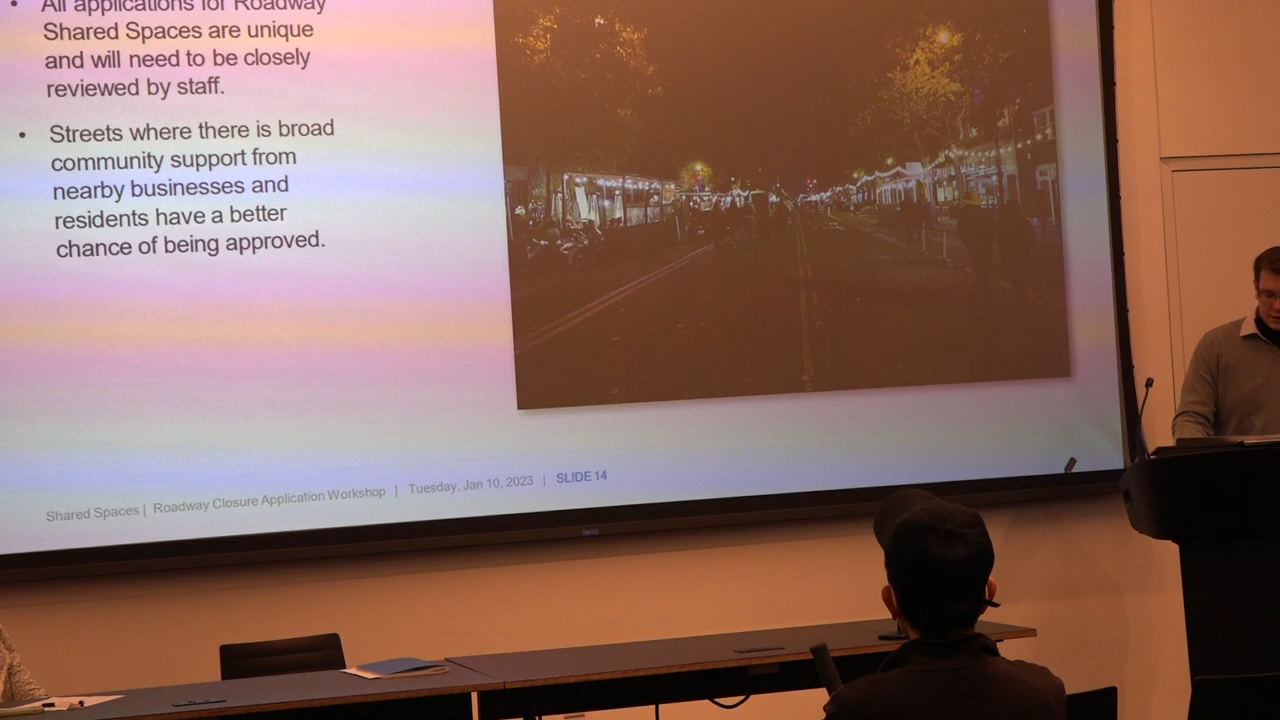 • All applications for Roadway
Shared Spaces are unique
and will need to be closely
reviewed by staff.
• Streets where there is broad
community support from
nearby businesses and
residents have a better
chance of being approved.
Shared Spaces | Roadway Closure Application Workshop | Tuesday, Jan 10, 2023 | SLIDE 14